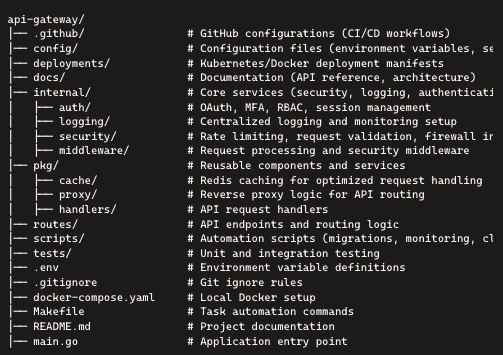 api-gateway/
├── .github/                # GitHub configurations (CI/CD workflows)
├── config/                 # Configuration files (environment variables, se
├── deployments/            # Kubernetes/Docker deployment manifests
├── docs/                   # Documentation (API reference, architecture)
├── internal/               # Core services (security, logging, authenticati
│   ├── auth/               # OAuth, MFA, RBAC, session management
│   ├── logging/            # Centralized logging and monitoring setup
│   ├── security/           # Rate limiting, request validation, firewall in
│   ├── middleware/         # Request processing and security middleware
├── pkg/                    # Reusable components and services
│   ├── cache/              # Redis caching for optimized request handling
│   ├── proxy/              # Reverse proxy logic for API routing
│   ├── handlers/           # API request handlers
├── routes/                 # API endpoints and routing logic
├── scripts/                # Automation scripts (migrations, monitoring, cl
├── tests/                  # Unit and integration testing
├── .env                    # Environment variable definitions
├── .gitignore              # Git ignore rules
├── docker-compose.yaml     # Local Docker setup
├── Makefile                # Task automation commands
├── README.md               # Project documentation
├── main.go                 # Application entry point